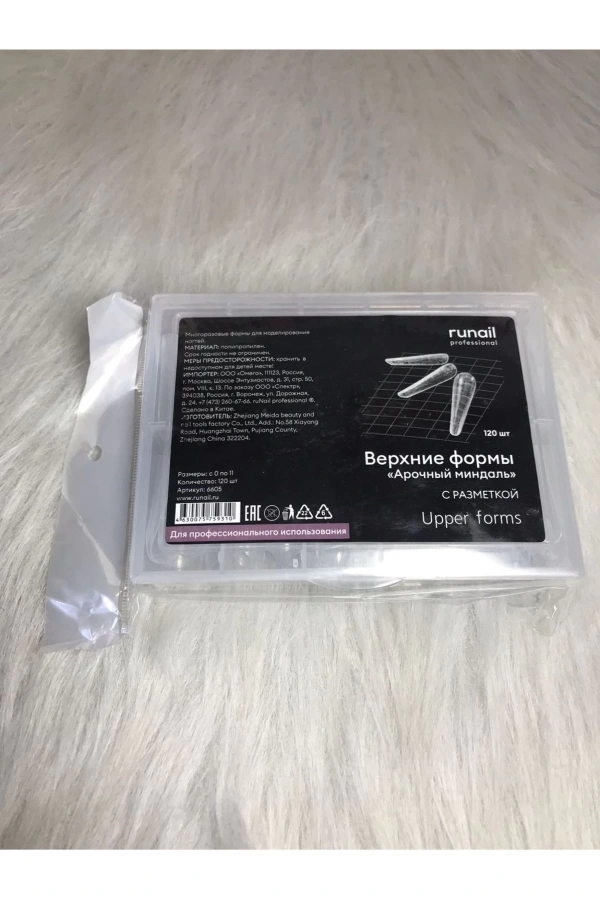 Многоразовые формы для моделирования
ногтей.
МАТЕРИАЛ: полипропилен.
Срок годности не ограничен.
МЕРЫ ПРЕДОСТОРОЖНОСТИ: хранить в
недоступном для детей месте!
ИМПОРТЕР: ООО «Омега», 111123, Россия,
г. Москва, Шоссе Энтузиастов, д. 31, стр. 50,
пом. VIII, к. 13. По заказу ООО «Спектр»,
394038, Россия, г. Воронеж, ул. Дорожная,
д. 24, +7 (473) 260-67-66. ruNail professional ®.
Сделано в Китае.
ИЗГОТОВИТЕЛЬ: Zhejiang Meida beauty and
nail tools factory Co., Ltd., Add.: No.58 Xiayang
Road, Huangzhai Town, Pujiang County,
Zhejiang China 322204.
Размеры: с 0 по 11
Количество: 120 шт
Артикул: 6605
www.runail.ru
4 630075 759310
EAC
Для профессионального использования
runail
professional
120 шт
Верхние формы
«Арочный миндаль»
С РАЗМЕТКОЙ
Upper forms